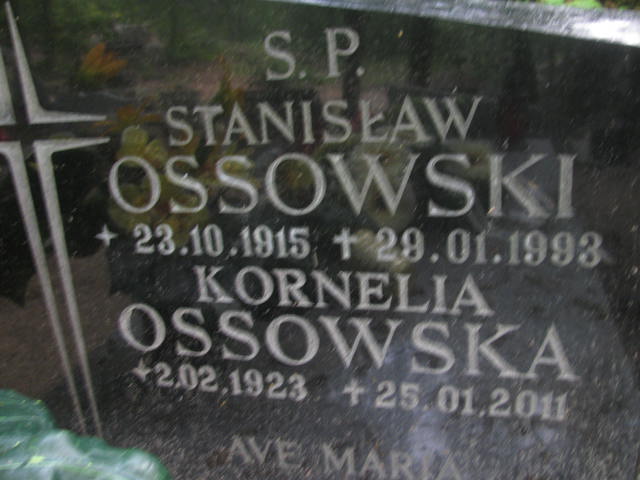 S. P.
STANISŁAW
OSSOWSKI
+ 23.10.1915 + 29.01.1993
KORNELIA
OSSOWSKA
+2.02.1923 +25.01.2011
AVE MARIA